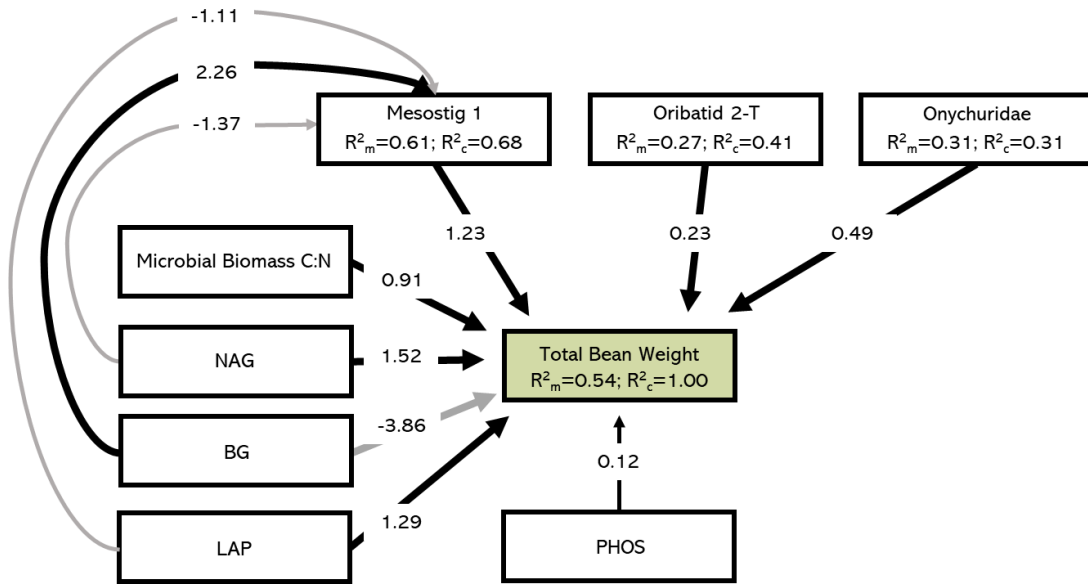 -1.11
2.26
-1.37
Mesostig 1
R²ₘ=0.61; R²c=0.68
Oribatid 2-T
R²ₘ=0.27; R²c=0.41
Onychuridae
R²ₘ=0.31; R²c=0.31
1.23
0.23
0.49
Microbial Biomass C:N
0.91
NAG
1.52
Total Bean Weight
R²ₘ=0.54; R²c=1.00
BG
-3.86
0.12
LAP
1.29
PHOS